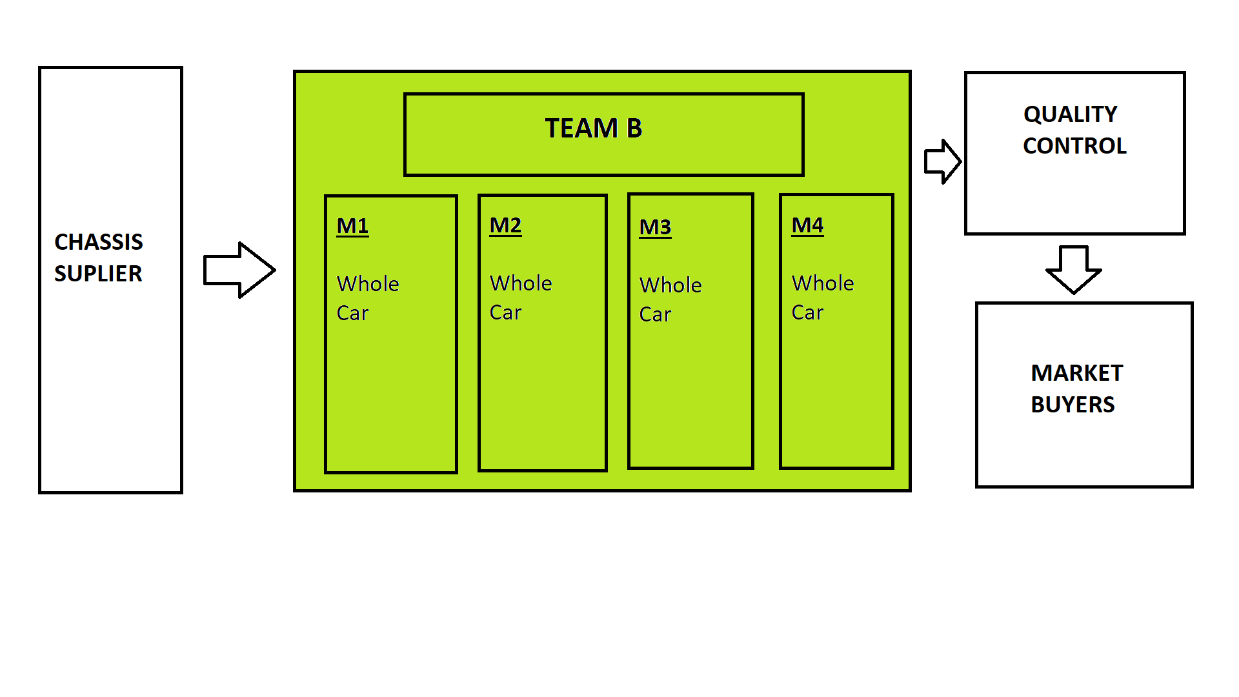 CHASSIS
SUPLIER
TEAM B
M1
Whole
Car
M2
Whole
Car
M3
Whole
Car
M4
Whole
Car
QUALITY
CONTROL
MARKET
BUYERS